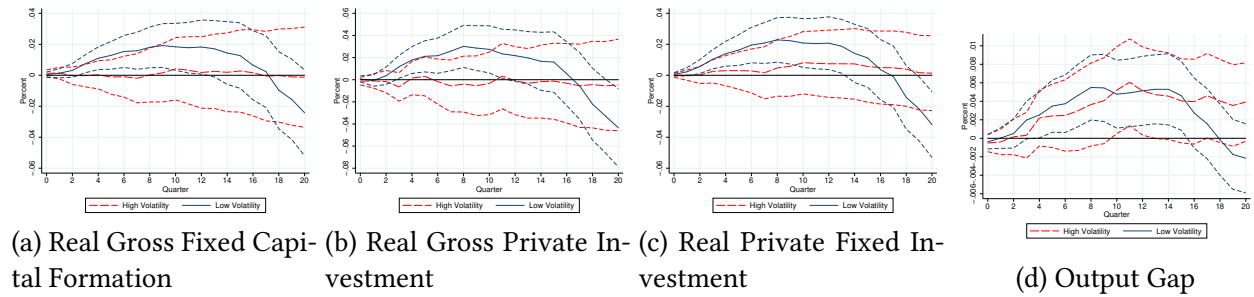 .04
.02
0
-.02
-.04
-.06
Percent
0 2 4 6 8 10 12 14 16 18 20
Quarter
High Volatility Low Volatility
(a) Real Gross Fixed Capi-
tal Formation
.06
.04
.02
0
-.02
-.04
-.06
-.08
Percent
0 2 4 6 8 10 12 14 16 18 20
Quarter
High Volatility Low Volatility
(b) Real Gross Private In-
vestment
.04
.02
0
-.02
-.04
-.06
Percent
0 2 4 6 8 10 12 14 16 18 20
Quarter
High Volatility Low Volatility
(c) Real Private Fixed In-
vestment
.01
.008
.006
.004
.002
0
-.002
-.004
-.006
Percent
0 2 4 6 8 10 12 14 16 18 20
Quarter
High Volatility Low Volatility
(d) Output Gap